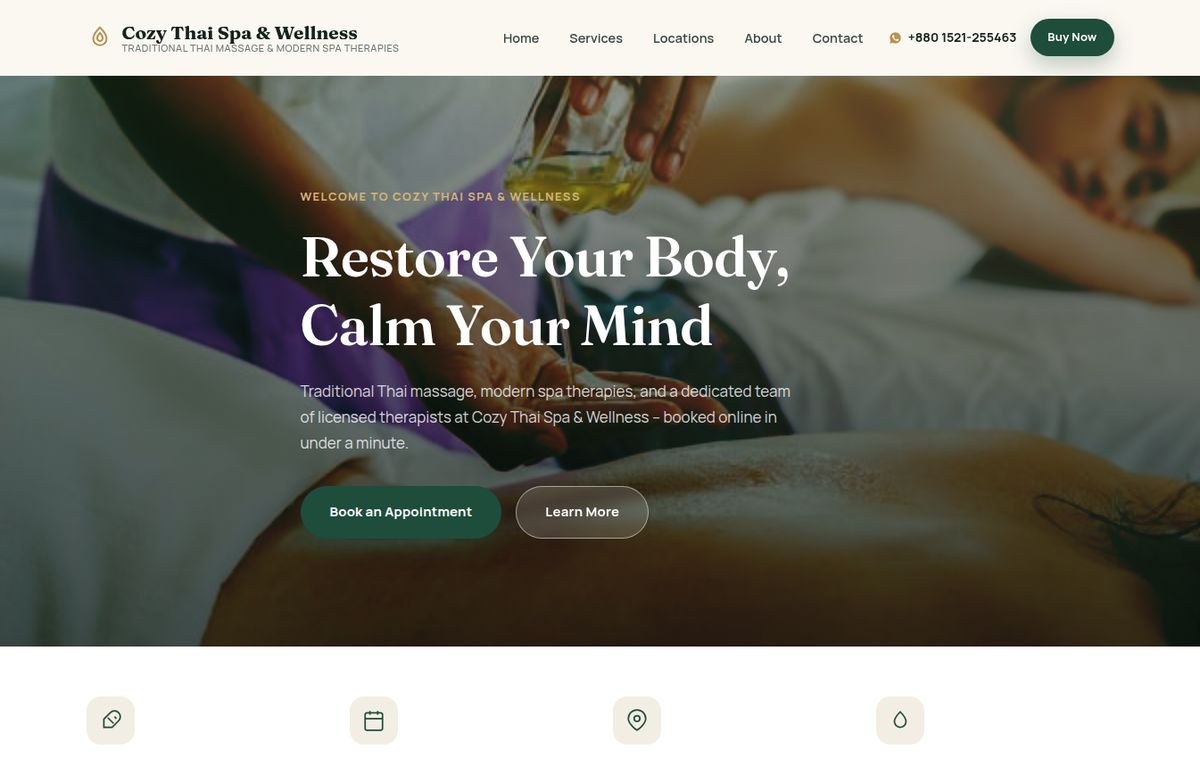 Cozy Thai Spa & Wellness
TRADITIONAL THAI MASSAGE & MODERN SPA THERAPIES
Home
Services
Locations
About
Contact
+880 1521-255463
Buy Now
WELCOME TO COZY THAI SPA & WELLNESS
Restore Your Body,
Calm Your Mind
Traditional Thai massage, modern spa therapies, and a dedicated team
of licensed therapists at Cozy Thai Spa & Wellness – booked online in
under a minute.
Book an Appointment
Learn More